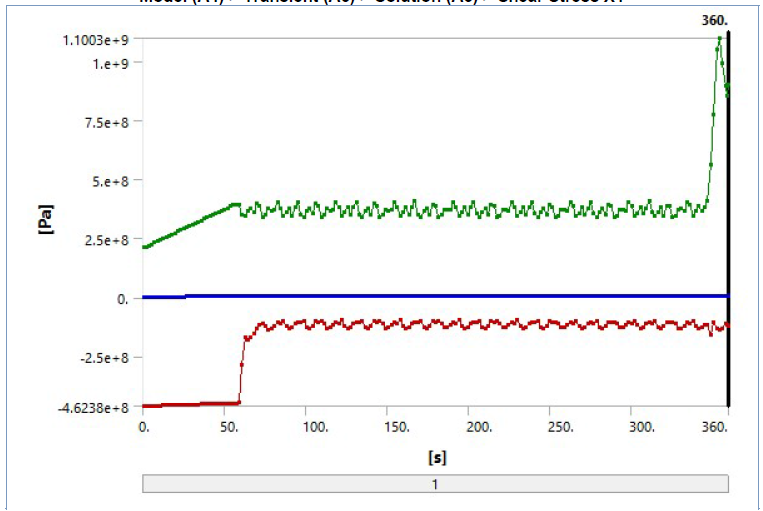 360.
1.1003e+9
1.e+9
7.5e+8
5.e+8
2.5e+8
0.
-2.5e+8
-4.6238e+8
[Pa]
0. 50. 100. 150. 200. 250. 300. 360.
[s]
1